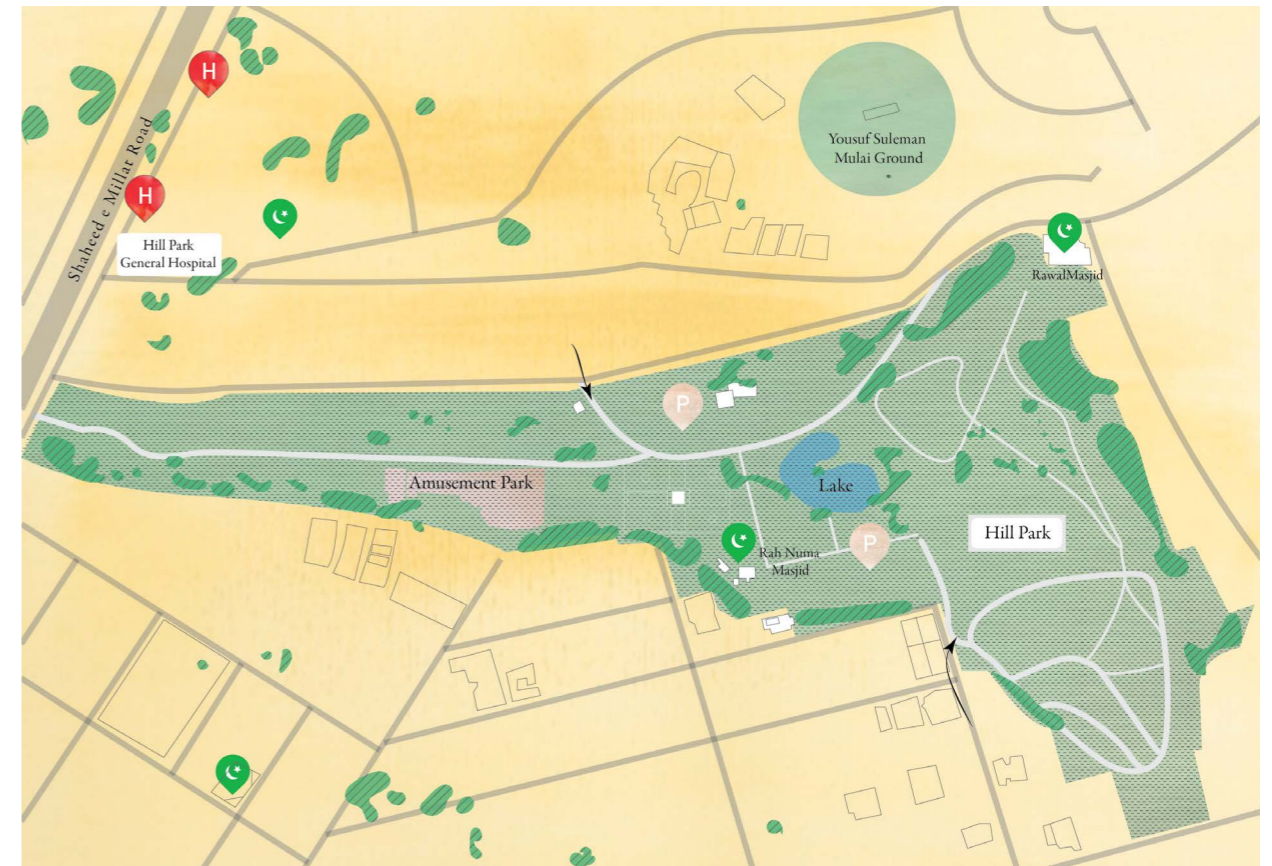 H
H
Shaheed e Millat Road
Hill Park
General Hospital
Yousuf Suleman
Mulai Ground
RawalMasjid
P
Amusement Park
Lake
Hill Park
P
Rah Numa
Masjid